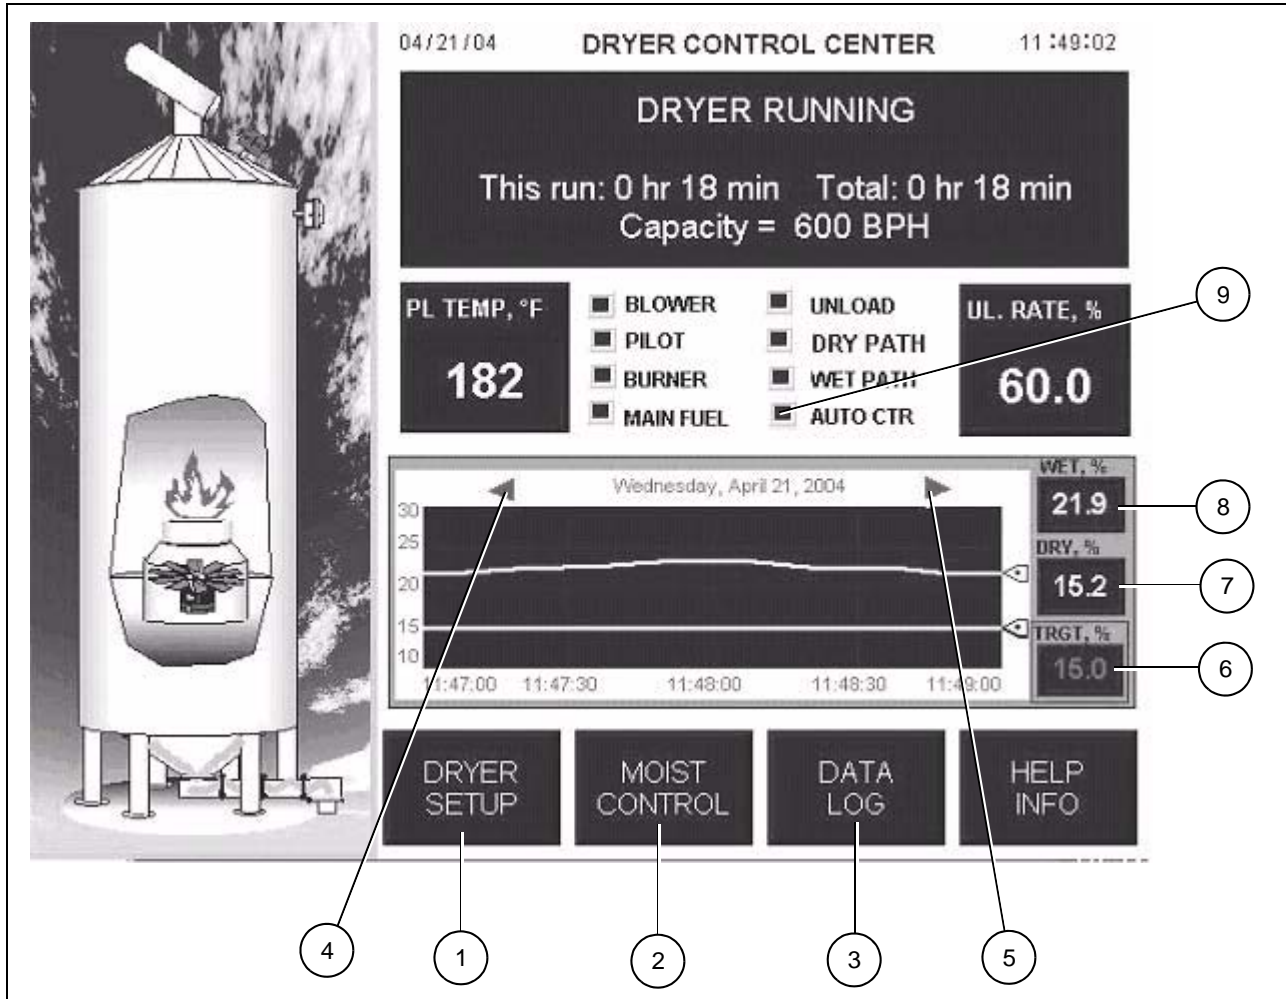 04/21/04 DRYER CONTROL CENTER 11:49:02
DRYER RUNNING
This run: 0 hr 18 min Total: 0 hr 18 min
Capacity = 600 BPH
PL TEMP, °F
182
BLOWER
PILOT
BURNER
MAIN FUEL
UNLOAD
DRY PATH
WET PATH
AUTO CTR
UL. RATE, %
60.0
9
Wednesday, April 21, 2004
30
25
20
15
10
11:47:00 11:47:30 11:48:00 11:48:30 11:49:00
WET, %
21.9
8
DRY, %
15.2
7
TRGT, %
15.0
6
DRYER
SETUP
MOIST
CONTROL
DATA
LOG
HELP
INFO
4
1
2
3
5